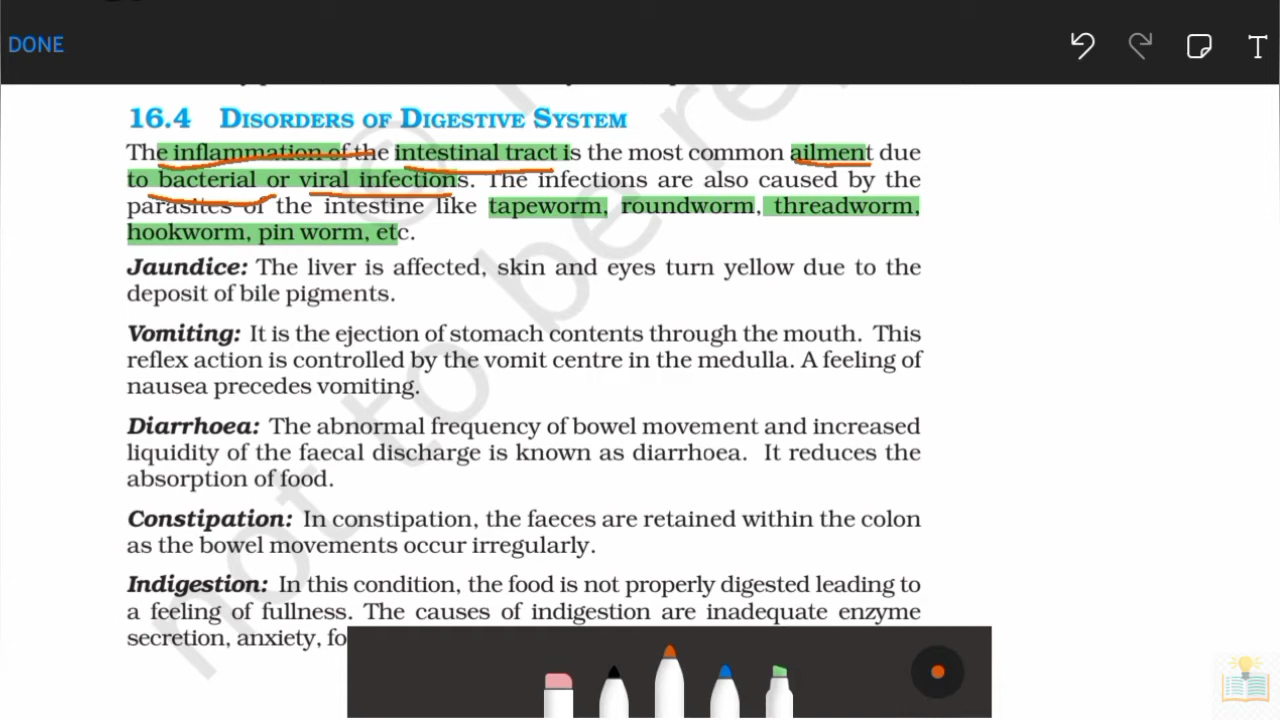 DONE
T
16.4 DISORDERS OF DIGESTIVE SYSTEM
The inflammation of the intestinal tract is the most common ailment due
to bacterial or viral infections. The infections are also caused by the
parasites of the intestine like tapeworm, roundworm, threadworm,
hookworm, pin worm, etc.
Jaundice: The liver is affected, skin and eyes turn yellow due to the
deposit of bile pigments.
Vomiting: It is the ejection of stomach contents through the mouth. This
reflex action is controlled by the vomit centre in the medulla. A feeling of
nausea precedes vomiting.
Diarrhoea: The abnormal frequency of bowel movement and increased
liquidity of the faecal discharge is known as diarrhoea. It reduces the
absorption of food.
Constipation: In constipation, the faeces are retained within the colon
as the bowel movements occur irregularly.
Indigestion: In this condition, the food is not properly digested leading to
a feeling of fullness. The causes of indigestion are inadequate enzyme
secretion, anxiety,
not to be